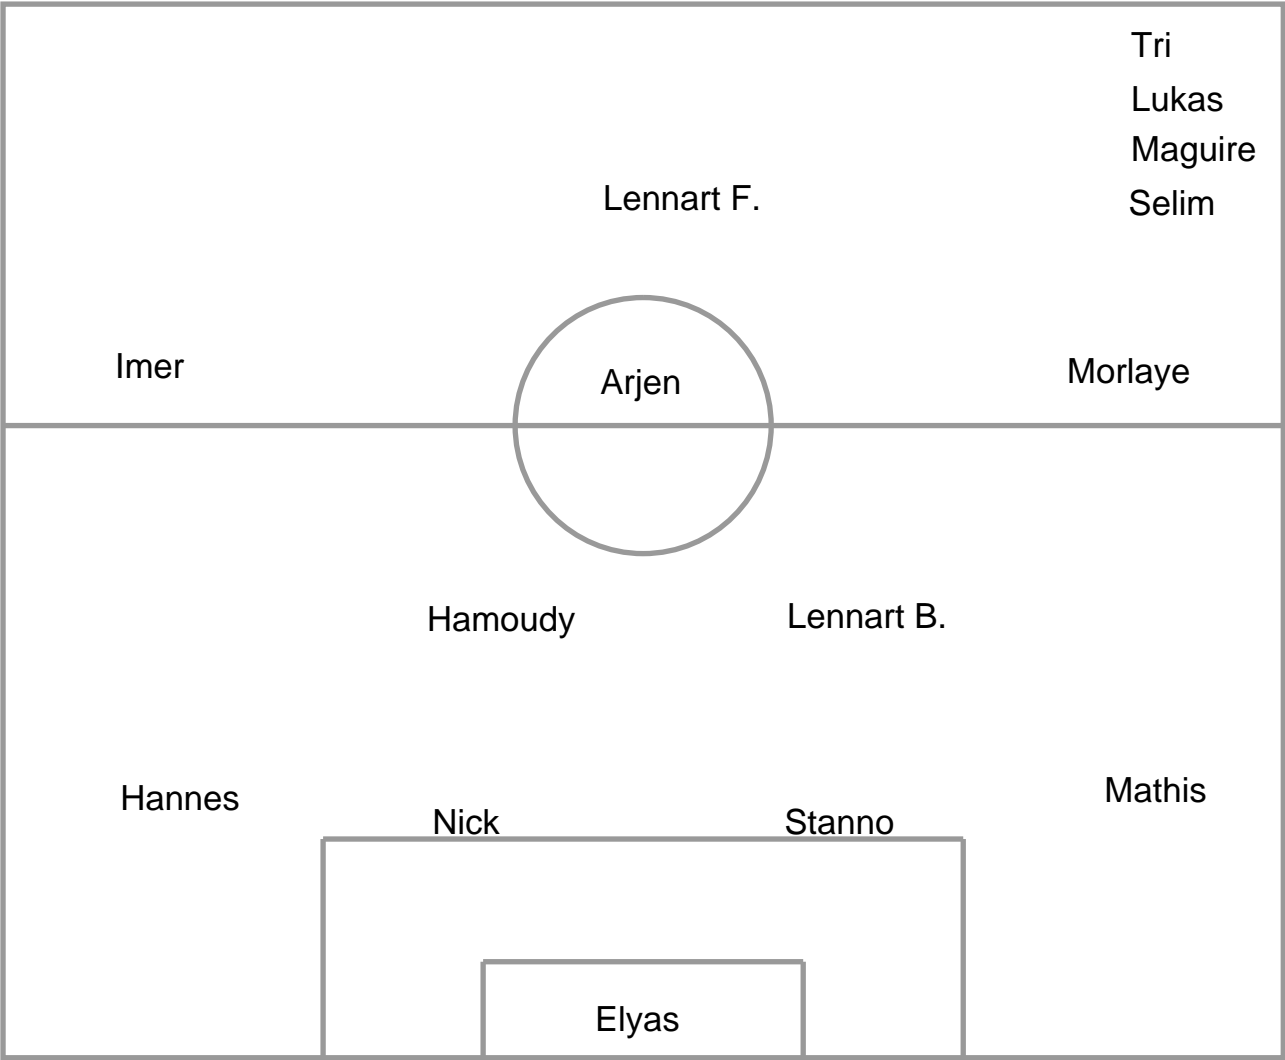 Tri
Lukas
Maguire
Lennart F.
Selim
Imer
Arjen
Morlaye
Hamoudy
Lennart B.
Hannes
Nick
Stanno
Mathis
Elyas